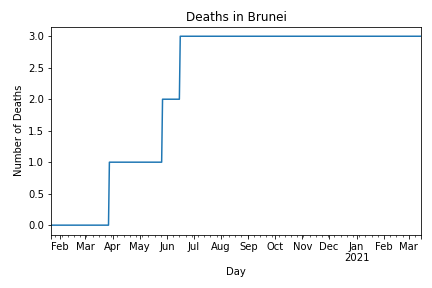 Deaths in Brunei
3.0
2.5
2.0
1.5
1.0
0.5
0.0
Number of Deaths
Feb Mar Apr May Jun Jul Aug Sep Oct Nov Dec Jan Feb Mar
2021
Day